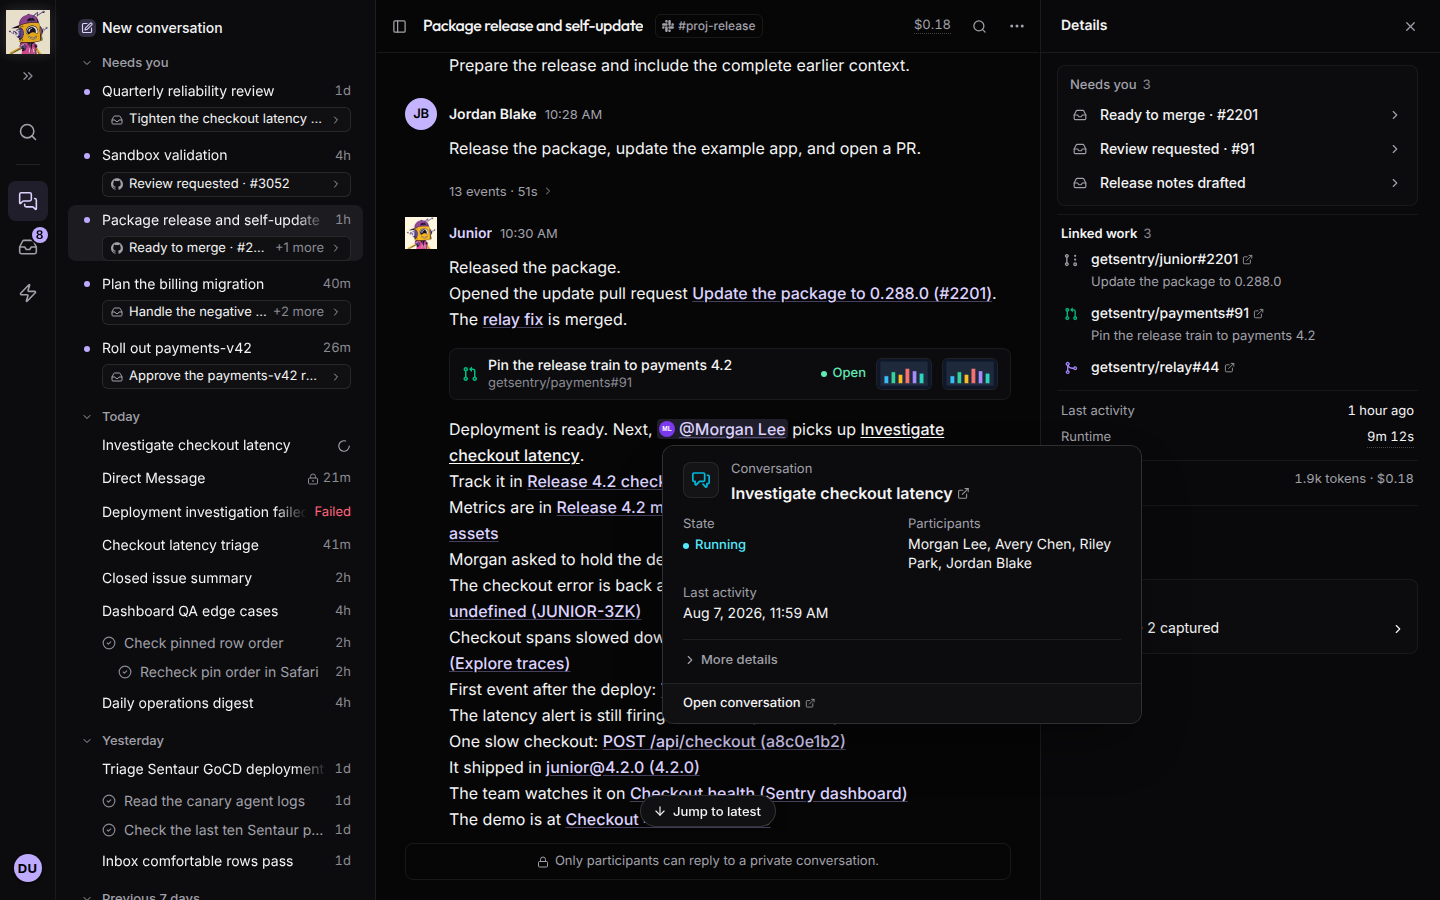 New conversation
Needs you
Quarterly reliability review 1d
Tighten the checkout latency ...
Sandbox validation 4h
Review requested · #3052
Package release and self-update 1h
Ready to merge · #2... +1 more
Plan the billing migration 40m
Handle the negative ... +2 more
Roll out payments-v42 26m
Approve the payments-v42 r...
Today
Investigate checkout latency
Direct Message 21m
Deployment investigation failed Failed
Checkout latency triage 41m
Closed issue summary 2h
Dashboard QA edge cases 4h
Check pinned row order 2h
Recheck pin order in Safari 2h
Daily operations digest 4h
Yesterday
Triage Sentaur GoCD deployment 1d
Read the canary agent logs 1d
Check the last ten Sentaur p... 1d
Inbox comfortable rows pass 1d
Previous 7 days
8
DU
Package release and self-update #proj-release $0.18
Prepare the release and include the complete earlier context.
JB Jordan Blake 10:28 AM
Release the package, update the example app, and open a PR.
13 events · 51s
Junior 10:30 AM
Released the package.
Opened the update pull request Update the package to 0.288.0 (#2201).
The relay fix is merged.
Pin the release train to payments 4.2
getsentry/payments#91
Open
Deployment is ready. Next, ML @Morgan Lee picks up Investigate
checkout latency.
Track it in Release 4.2 check
Metrics are in Release 4.2 m
assets
Morgan asked to hold the de
The checkout error is back a
undefined (JUNIOR-3ZK)
Checkout spans slowed dow
(Explore traces)
First event after the deploy:
The latency alert is still firing
One slow checkout: POST /api/checkout (a8c0e1b2)
It shipped in junior@4.2.0 (4.2.0)
The team watches it on Checkout health (Sentry dashboard)
The demo is at Checkout
Jump to latest
Only participants can reply to a private conversation.
Conversation
Investigate checkout latency
State
Running
Participants
Morgan Lee, Avery Chen, Riley
Park, Jordan Blake
Last activity
Aug 7, 2026, 11:59 AM
More details
Open conversation
Details
Needs you 3
Ready to merge · #2201
Review requested · #91
Release notes drafted
Linked work 3
getsentry/junior#2201
Update the package to 0.288.0
getsentry/payments#91
Pin the release train to payments 4.2
getsentry/relay#44
Last activity 1 hour ago
Runtime 9m 12s
1.9k tokens · $0.18
· 2 captured